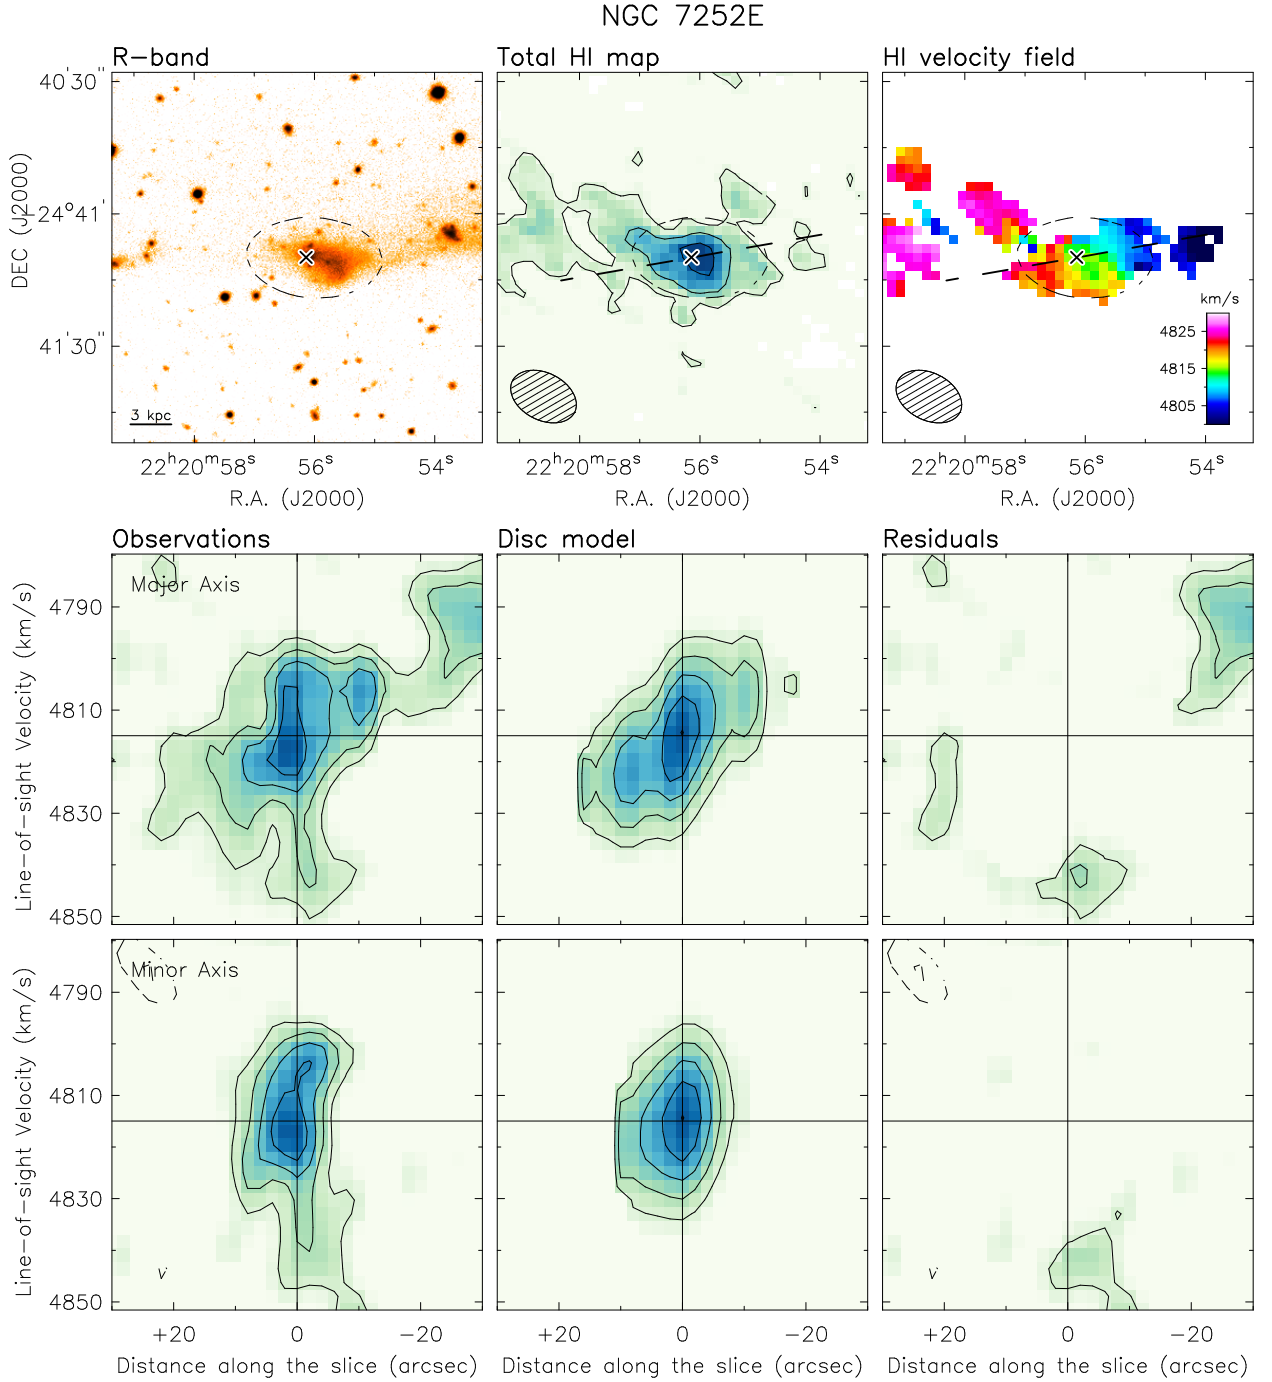 NGC 7252E
R-band
Total HI map
HI velocity field
40'30"
-24°41'
41'30"
DEC (J2000)
3 kpc
km/s
4825
4815
4805
22h20m58s
56s
54s
22h20m58s
56s
54s
22h20m58s
56s
54s
R.A. (J2000)
R.A. (J2000)
R.A. (J2000)
Observations
Disc model
Residuals
Major Axis
4790
4810
4830
4850
Line-of-sight Velocity (km/s)
Minor Axis
4790
4810
4830
4850
Line-of-sight Velocity (km/s)
+20
0
-20
+20
0
-20
+20
0
-20
Distance along the slice (arcsec)
Distance along the slice (arcsec)
Distance along the slice (arcsec)